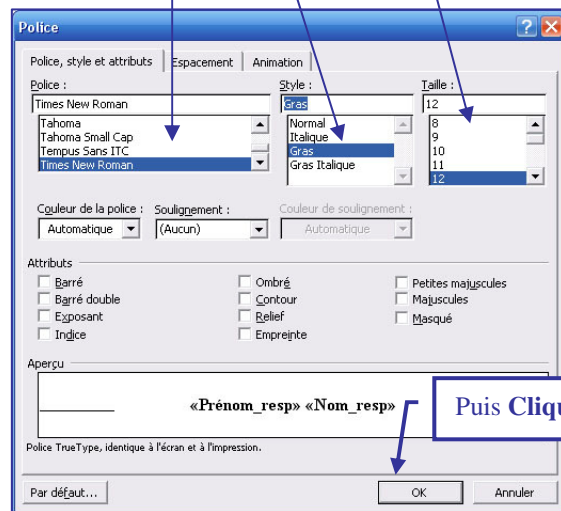 Police
Police, style et attributs Espacement Animation
Police : Style : Taille :
Times New Roman Gras 12
Tahoma Normal 8
Tahoma Small Cap Italique 9
Tempus Sans ITC Gras 10
Times New Roman Gras Italique 11
12
Couleur de la police : Soulignement : Couleur de soulignement :
Automatique (Aucun) Automatique
Attributs
Barré Ombré Petites majuscules
Barré double Contour Majuscules
Exposant Relief Masqué
Indice Empreinte
Aperçu
«Prénom_resp» «Nom_resp»
Puis Cliqu
Police TrueType, identique à l'écran et à l'impression.
Par défaut... OK Annuler